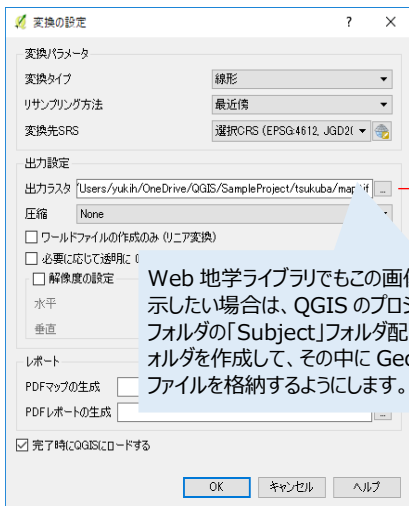 変換の設定
? ×
変換パラメータ
変換タイプ 線形
リサンプリング方法 最近傍
変換先SRS 選択CRS (EPSG:4612, JGD20
出力設定
出力ラスタ /Users/yukih/OneDrive/QGIS/SampleProject/tsukuba/map tif ...
圧縮 None
ワールドファイルの作成のみ (リニア変換)
必要に応じて透明に
解像度の設定
水平
垂直
Web 地学ライブラリでもこの画
示したい場合は、QGIS のプロジ
フォルダの「Subject」フォルダ配
ォルダを作成して、その中に Geo
ファイルを格納するようにします。
レポート
PDFマップの生成
PDFレポートの生成 ...
完了時にQGISにロードする
OK キャンセル ヘルプ